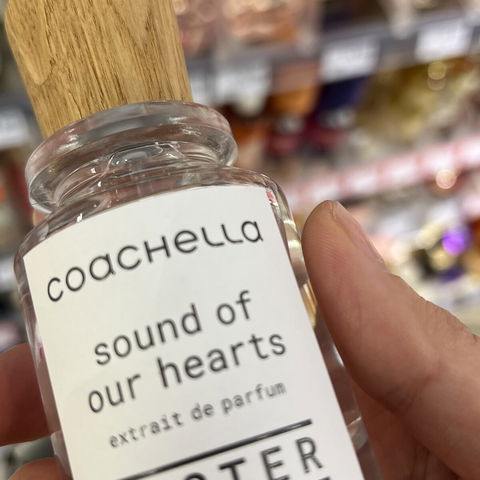 coacHella
sound of
our hearts
extrait de parfum